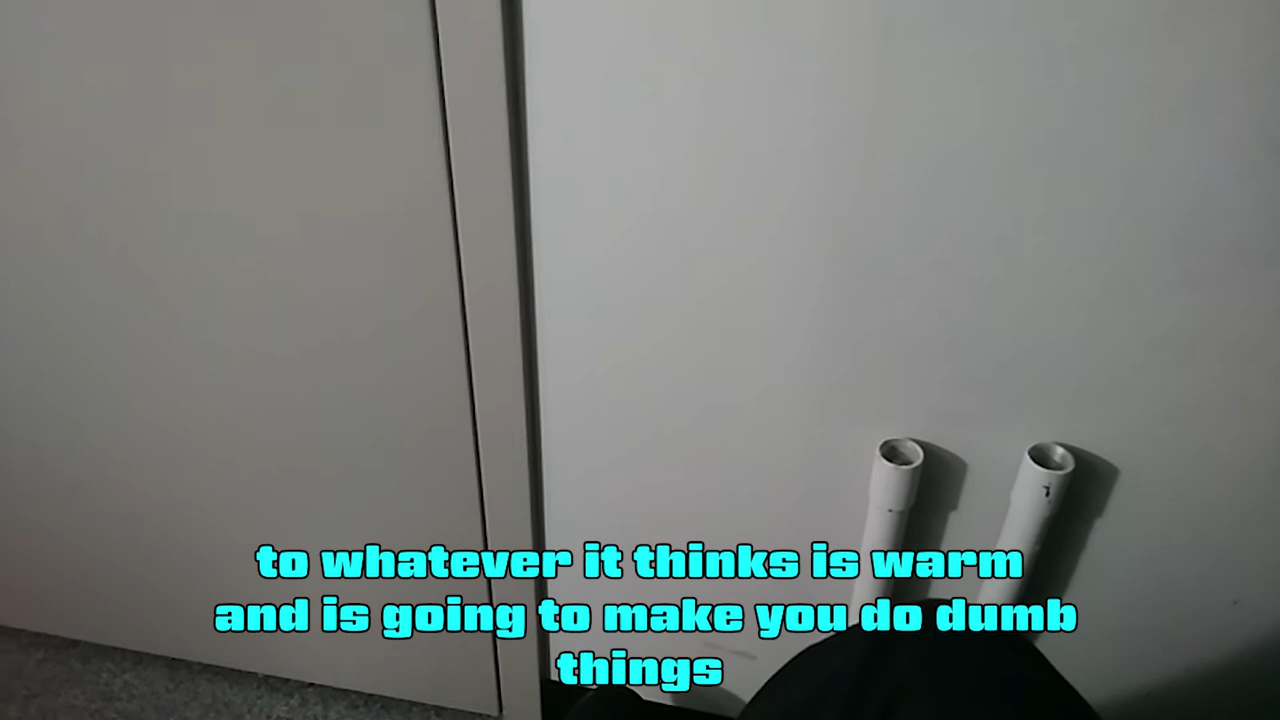 to whatever it thinks is warm
and is going to make you do dumb
things